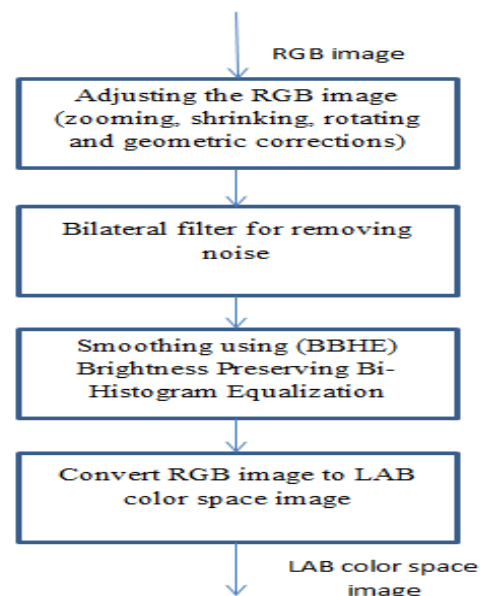 RGB image
Adjusting the RGB image
(zooming, shrinking, rotating
and geometric corrections)
Bilateral filter for removing
noise
Smoothing using (BBHE)
Brightness Preserving Bi-
Histogram Equalization
Convert RGB image to LAB
color space image
LAB color space
image